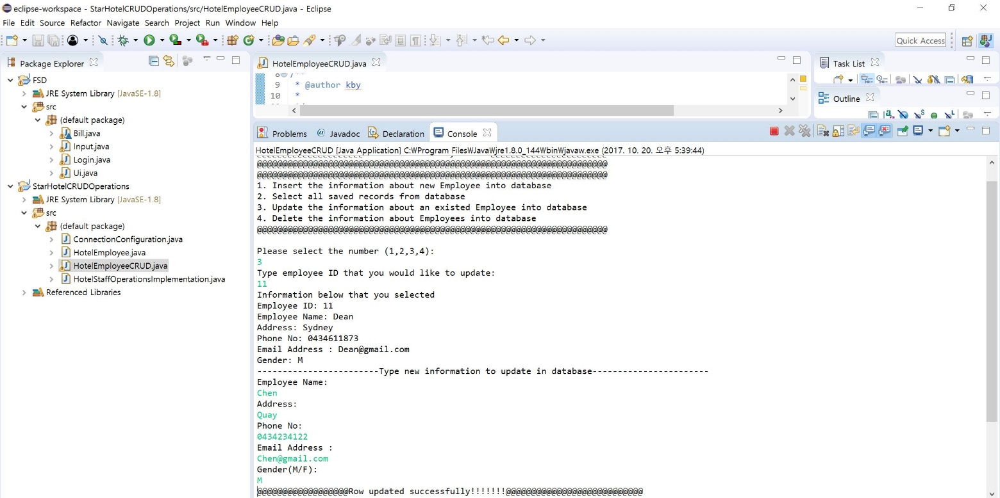 eclipse-workspace - StarHotelCRUDOperations/src/HotelEmployeeCRUD.java - Eclipse
File Edit Source Refactor Navigate Search Project Run Window Help
Quick Access
Package Explorer
FSD
JRE System Library [JavaSE-1.8]
src
(default package)
Bill.java
Input.java
Login.java
Ui.java
StarHotelCRUDOperations
JRE System Library [JavaSE-1.8]
src
(default package)
ConnectionConfiguration.java
HotelEmployee.java
HotelEmployeeCRUD.java
HotelStaffOperationsImplementation.java
Referenced Libraries
HotelEmployeeCRUD.java
8 /**
9 * @author kby
10 *
Task List
Outline
Problems @ Javadoc Declaration Console
HotelEmployeeCRUD [Java Application] C:₩Program Files₩Java₩jre1.8.0_144₩bin₩javaw.exe (2017. 10. 20. 오후 5:39:44)
@@@@@@@@@@@@@@@@@@@@@@@@@@@@@@@@@@@@@@@@@@@@@@@@@@@@@@@@@@@@@@@@@@@@@
@@@@@@@@@@@@@@@@@@@@@@@@@@@@@@@@@@@@@@@@@@@@@@@@@@@@@@@@@@@@@@@@@@@@@
1. Insert the information about new Employee into database
2. Select all saved records from database
3. Update the information about an existed Employee into database
4. Delete the information about Employees into database
@@@@@@@@@@@@@@@@@@@@@@@@@@@@@@@@@@@@@@@@@@@@@@@@@@@@@@@@@@@@@@@@@@@@@
Please select the number (1,2,3,4):
3
Type employee ID that you would like to update:
11
Information below that you selected
Employee ID: 11
Employee Name: Dean
Address: Sydney
Phone No: 0434611873
Email Address : Dean@gmail.com
Gender: M
------------------------Type new information to update in database-----------------------
Employee Name:
Chen
Address:
Quay
Phone No:
0434234122
Email Address :
Chen@gmail.com
Gender(M/F):
M
@@@@@@@@@@@@@@@@@@Row updated successfully!!!!!!!@@@@@@@@@@@@@@@@@@@@@@@@@@@